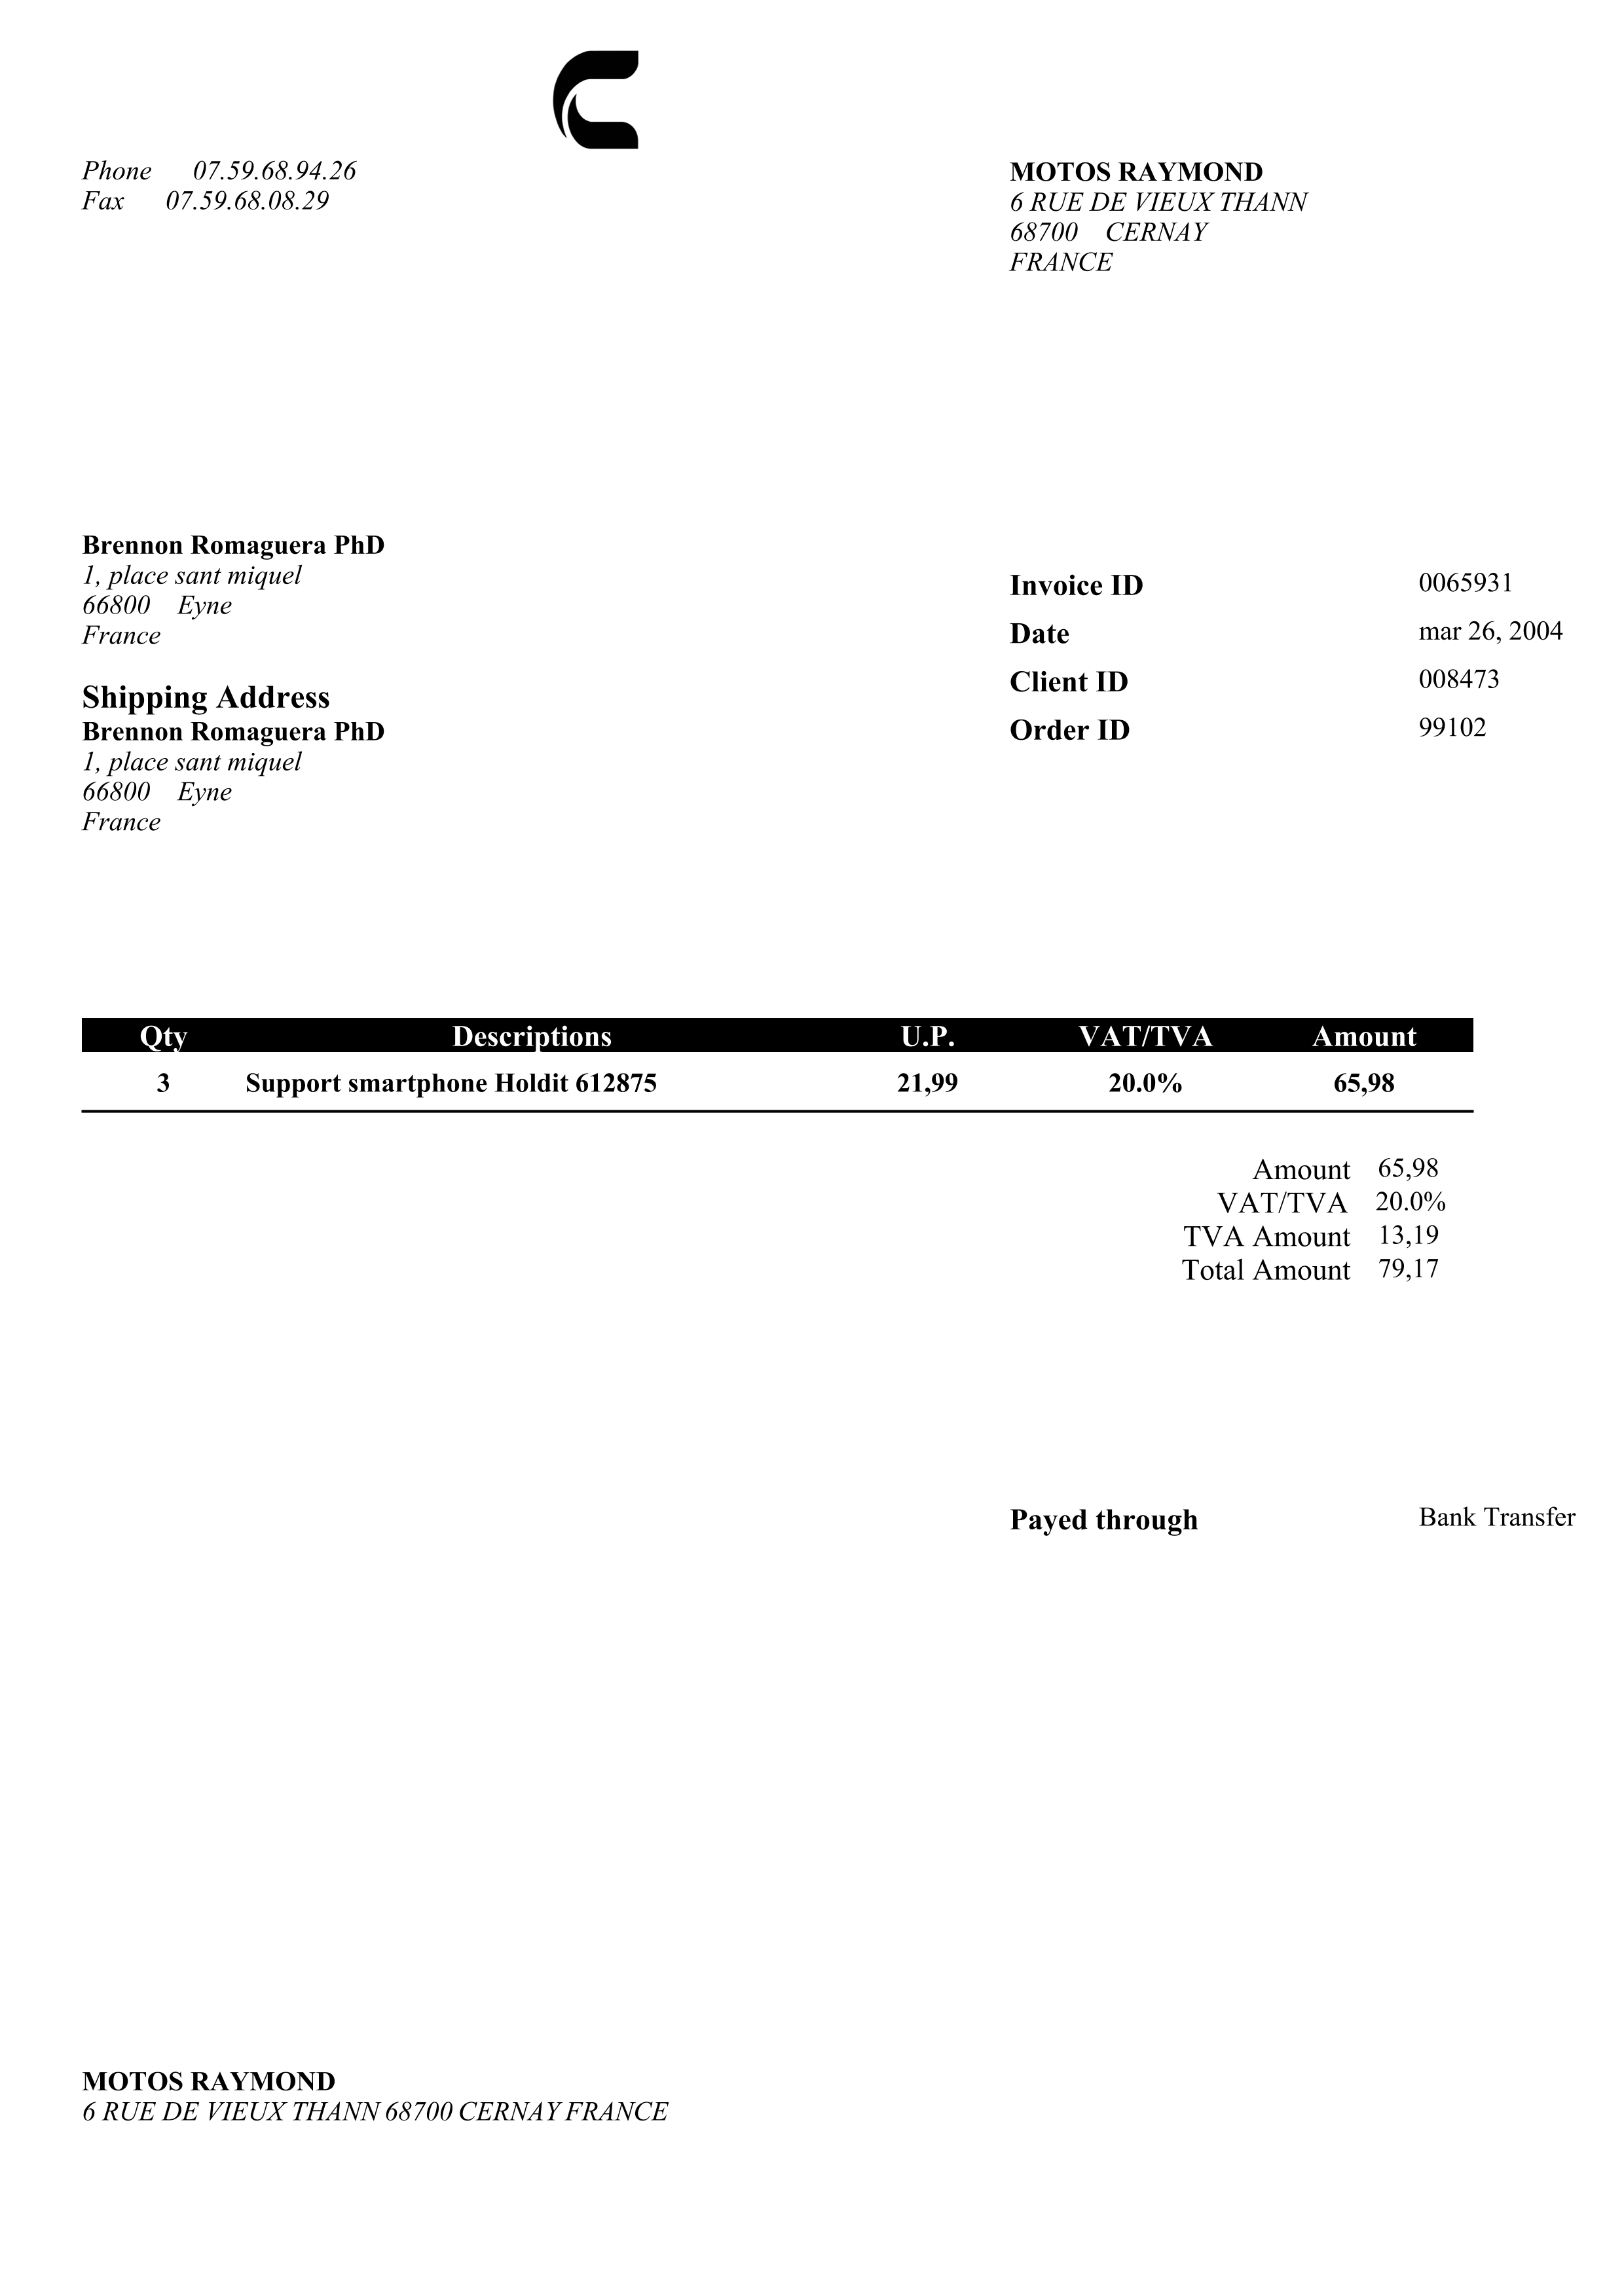 Phone 07.59.68.94.26
Fax 07.59.68.08.29
MOTOS RAYMOND
6 RUE DE VIEUX THANN
68700 CERNAY
FRANCE
Brennon Romaguera PhD
1, place sant miquel
66800 Eyne
France
Shipping Address
Brennon Romaguera PhD
1, place sant miquel
66800 Eyne
France
Invoice ID 0065931
Date mar 26, 2004
Client ID 008473
Order ID 99102
Qty Descriptions U.P. VAT/TVA Amount
3 Support smartphone Holdit 612875 21,99 20.0% 65,98
Amount 65,98
VAT/TVA 20.0%
TVA Amount 13,19
Total Amount 79,17
Payed through Bank Transfer
MOTOS RAYMOND
6 RUE DE VIEUX THANN 68700 CERNAY FRANCE